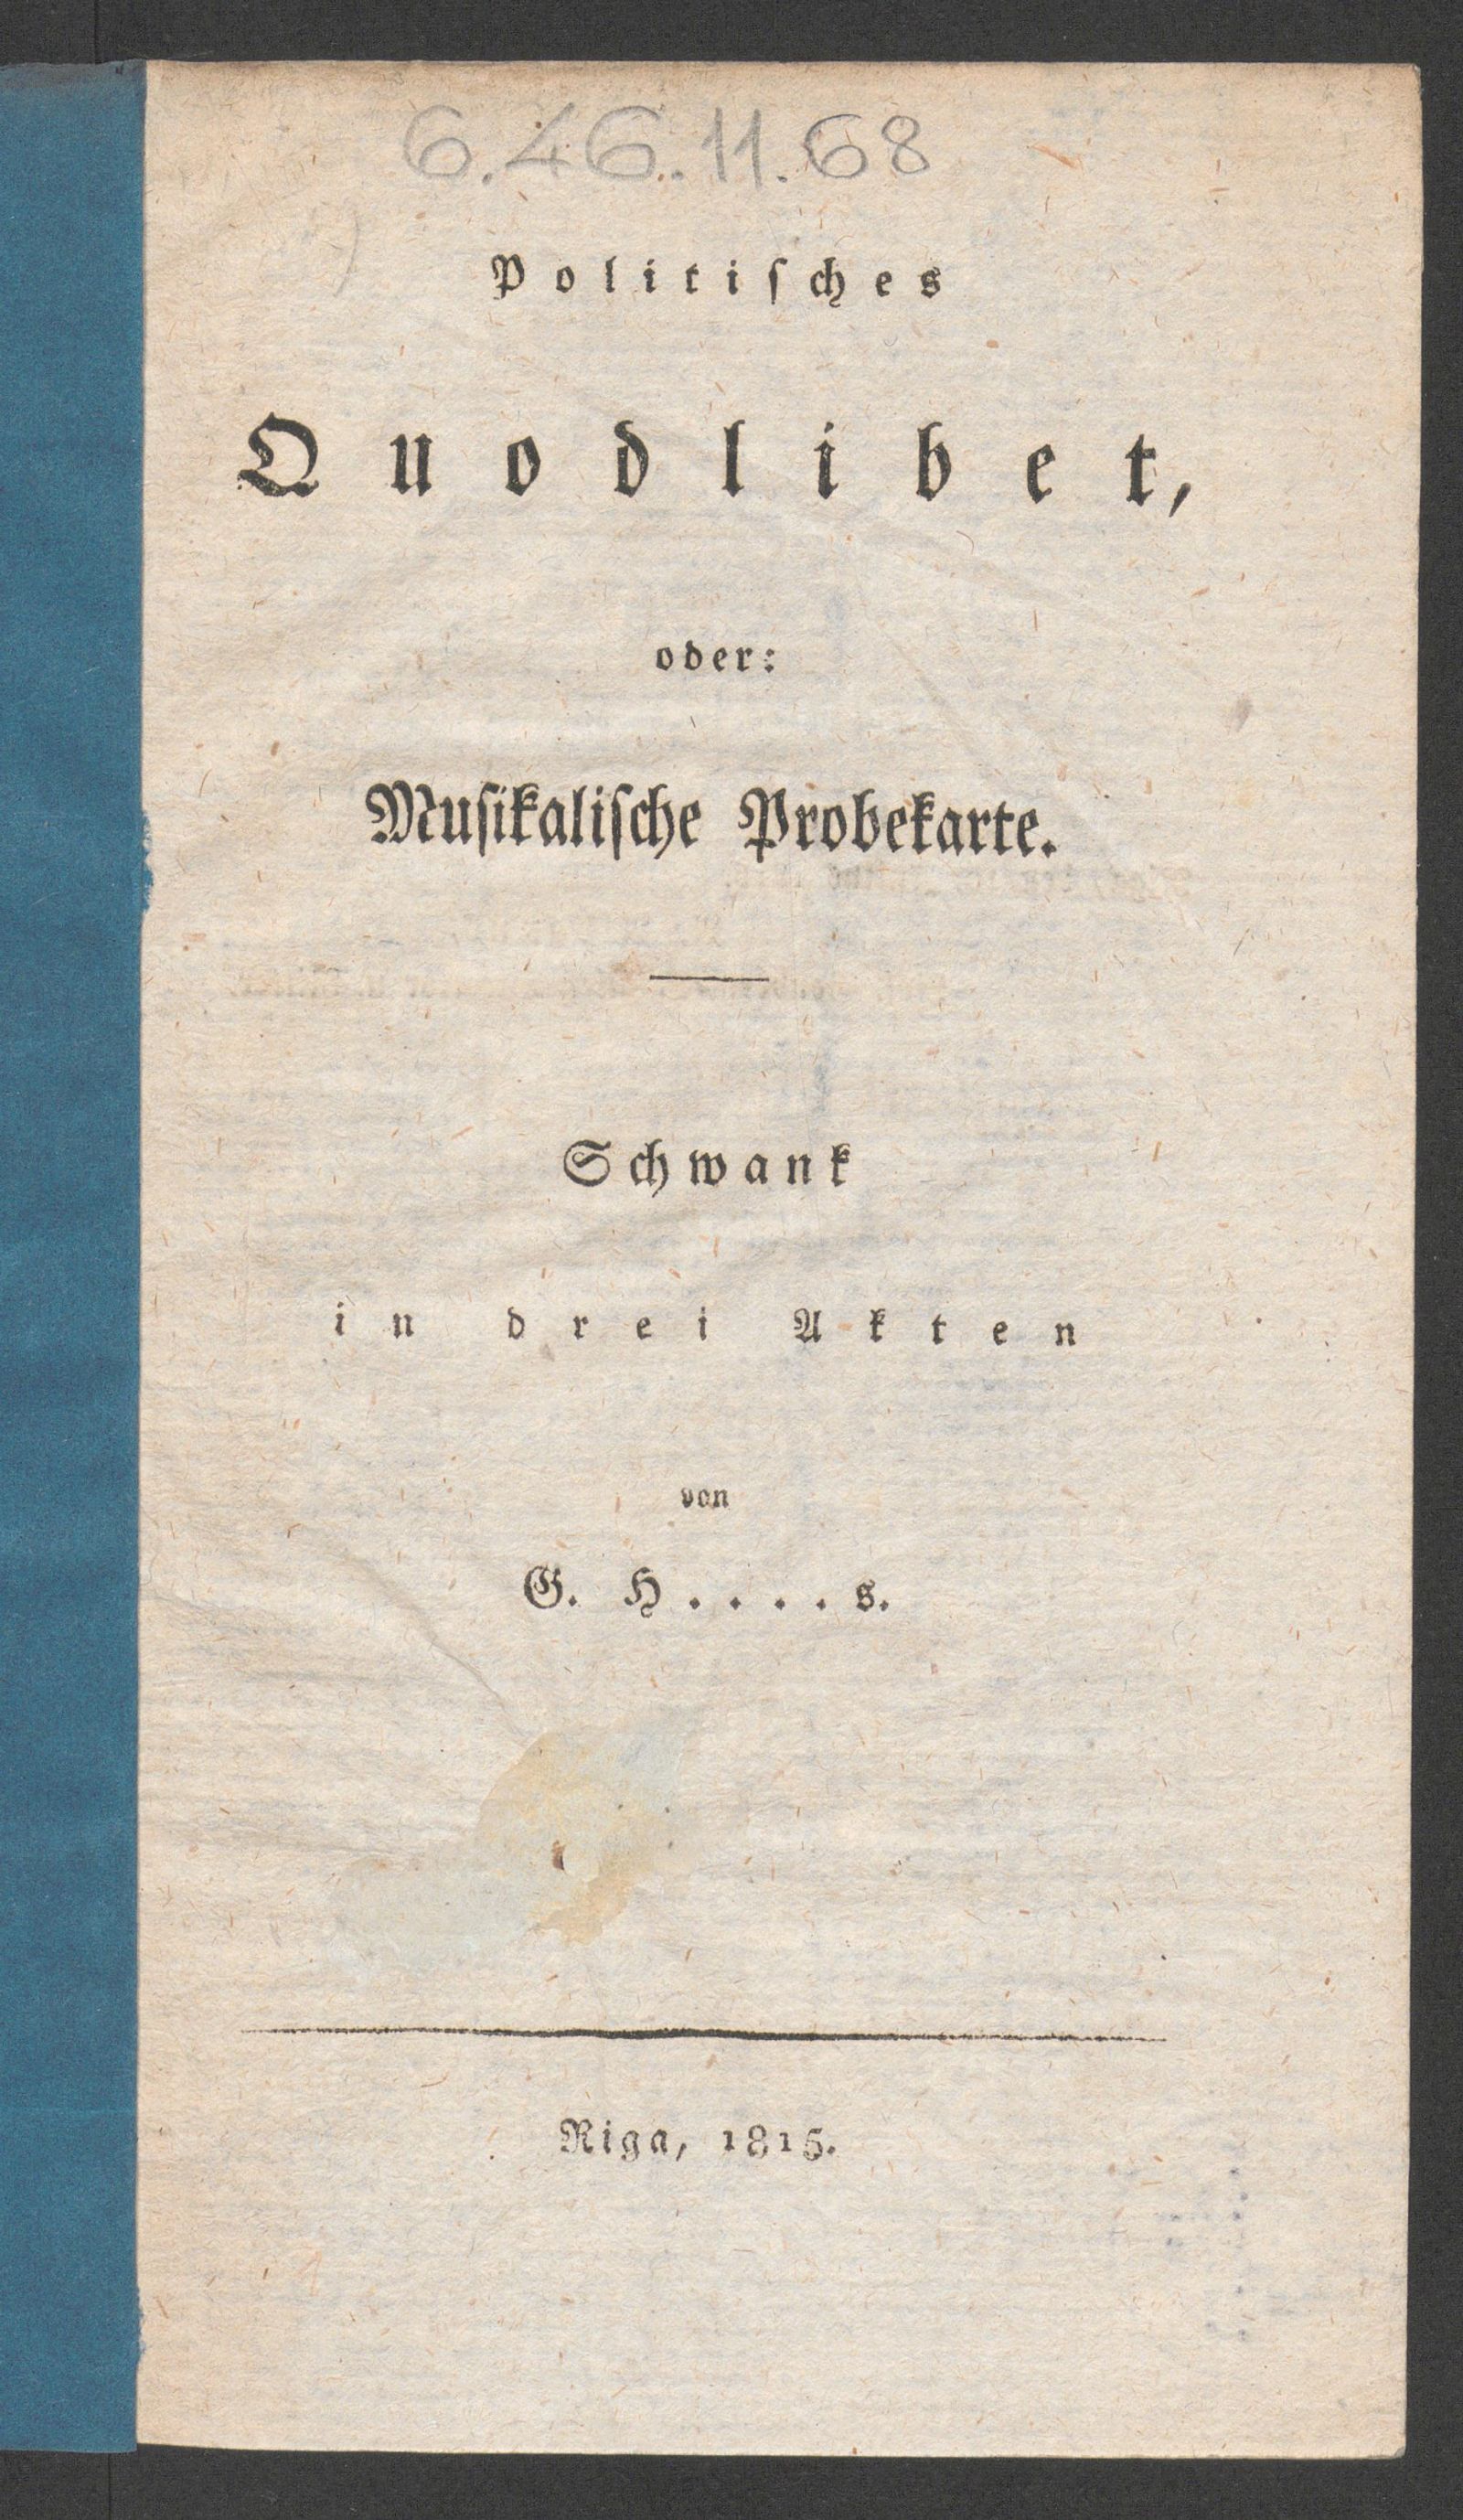 6.46.11.68
Politiſches
Quodlibet,
oder:
Muſikaliſche Probekarte.
Schwank
in drei Akten
von
G. H....s.
Riga, 1815.